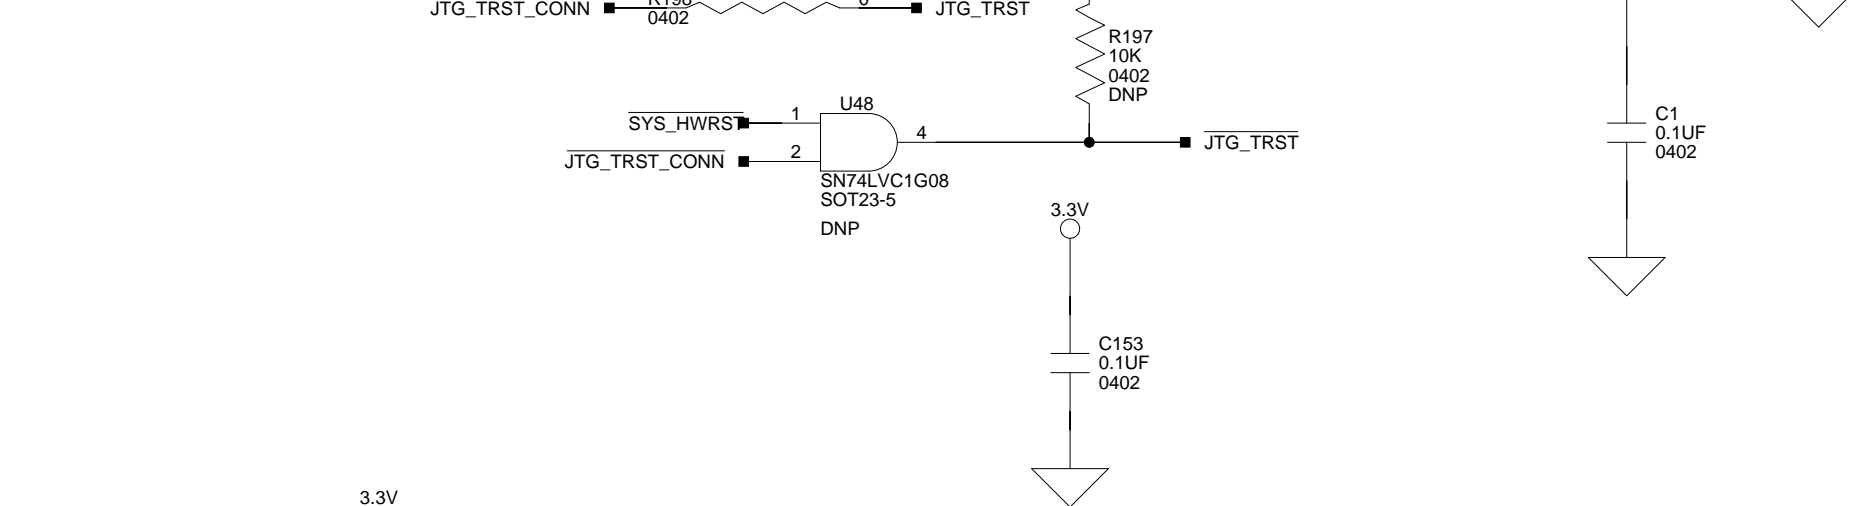 JTG_TRST_CONN
0402
JTG_TRST
R197
10K
0402
DNP
U48
SYS_HWRST
1
JTG_TRST_CONN
2
4
JTG_TRST
SN74LVC1G08
SOT23-5
DNP
C1
0.1UF
0402
3.3V
C153
0.1UF
0402
3.3V